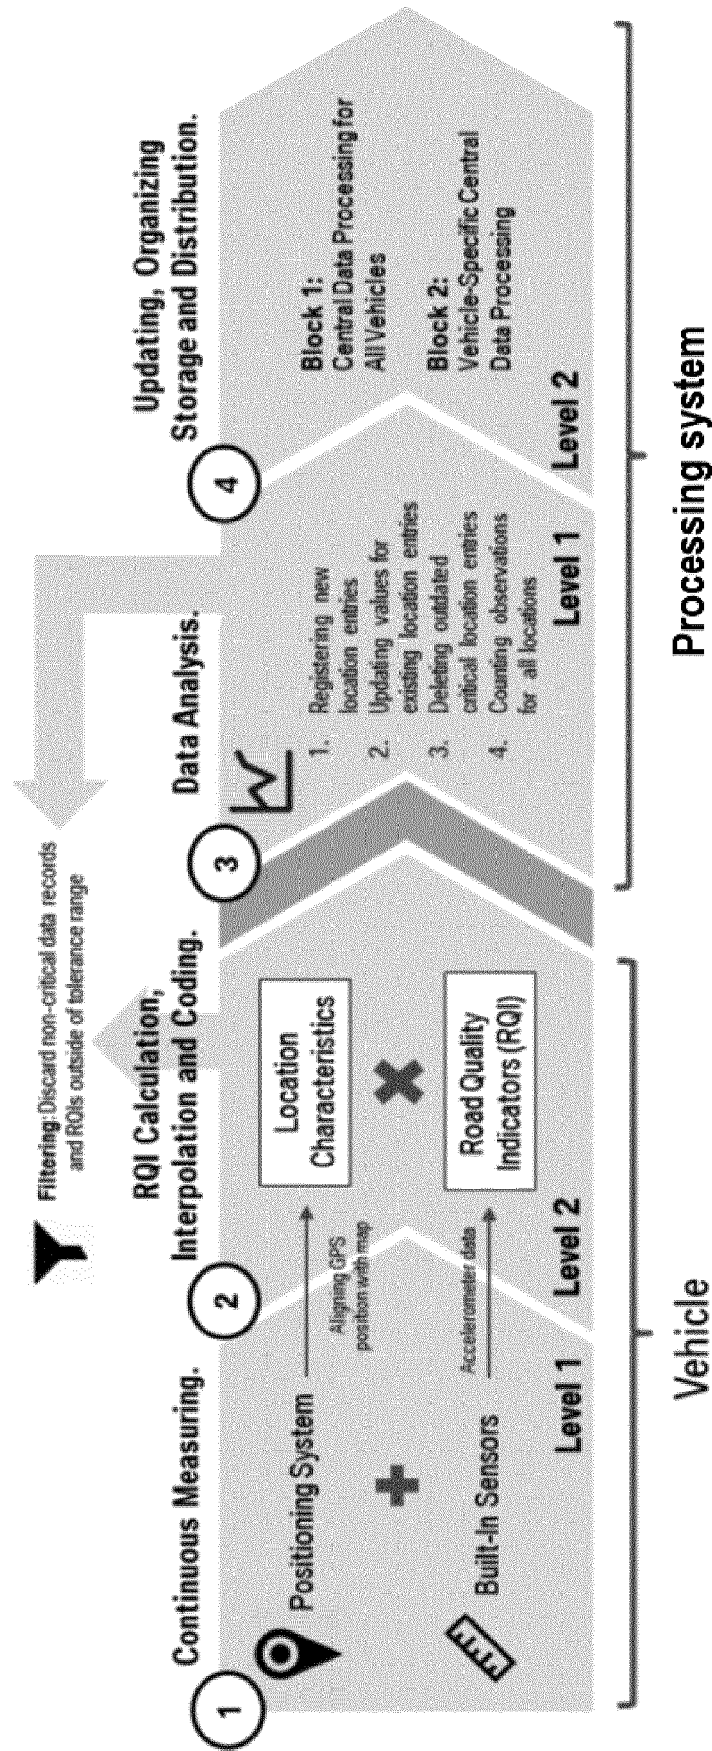 Filtering: Discard non-critical data records
and ROIs outside of tolerance range
1
Continuous Measuring.
Positioning System
Built-In Sensors
Level 1
Aligning GPS
position with map
Accelerometer data
2
RQI Calculation,
Interpolation and Coding.
Location
Characteristics
Road Quality
Indicators (RQI)
Level 2
Vehicle
3
Data Analysis.
1. Registering new
location entries
2. Updating values for
existing location entries
3. Deleting outdated
critical location entries
4. Counting observations
for all locations
Level 1
4
Updating, Organizing
Storage and Distribution.
Block 1:
Central Data Processing for
All Vehicles
Block 2:
Vehicle-Specific Central
Data Processing
Level 2
Processing system